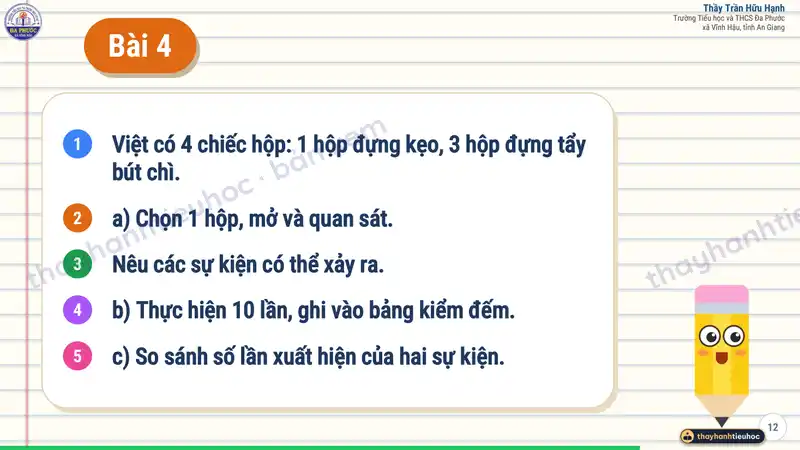 Thầy Trần Hữu Hạnh
Trường Tiểu học và THCS Đa Phước
xã Vĩnh Hậu, tỉnh An Giang
ĐA PHƯỚC
Bài 4
1 Việt có 4 chiếc hộp: 1 hộp đựng kẹo, 3 hộp đựng tẩy
bút chì.
2 a) Chọn 1 hộp, mở và quan sát.
3 Nêu các sự kiện có thể xảy ra.
4 b) Thực hiện 10 lần, ghi vào bảng kiểm đếm.
5 c) So sánh số lần xuất hiện của hai sự kiện.
thayhanhtieuhoc
12